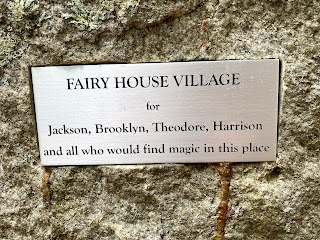 FAIRY HOUSE VILLAGE
for
Jackson, Brooklyn, Theodore, Harrison
and all who would find magic in this place